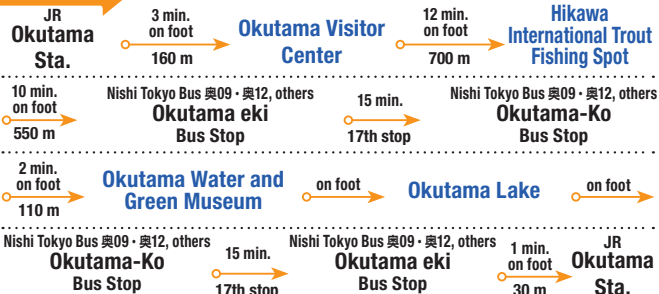 JR
Okutama
Sta.
3 min.
on foot
160 m
Okutama Visitor
Center
12 min.
on foot
700 m
Hikawa
International Trout
Fishing Spot
10 min.
on foot
550 m
Nishi Tokyo Bus 奥09・奥12, others
Okutama eki
Bus Stop
15 min.
17th stop
Nishi Tokyo Bus 奥09・奥12, others
Okutama-Ko
Bus Stop
2 min.
on foot
110 m
Okutama Water and
Green Museum
on foot
Okutama Lake
on foot
Nishi Tokyo Bus 奥09・奥12, others
Okutama-Ko
Bus Stop
15 min.
17th stop
Nishi Tokyo Bus 奥09・奥12, others
Okutama eki
Bus Stop
1 min.
on foot
30 m
JR
Okutama
Sta.